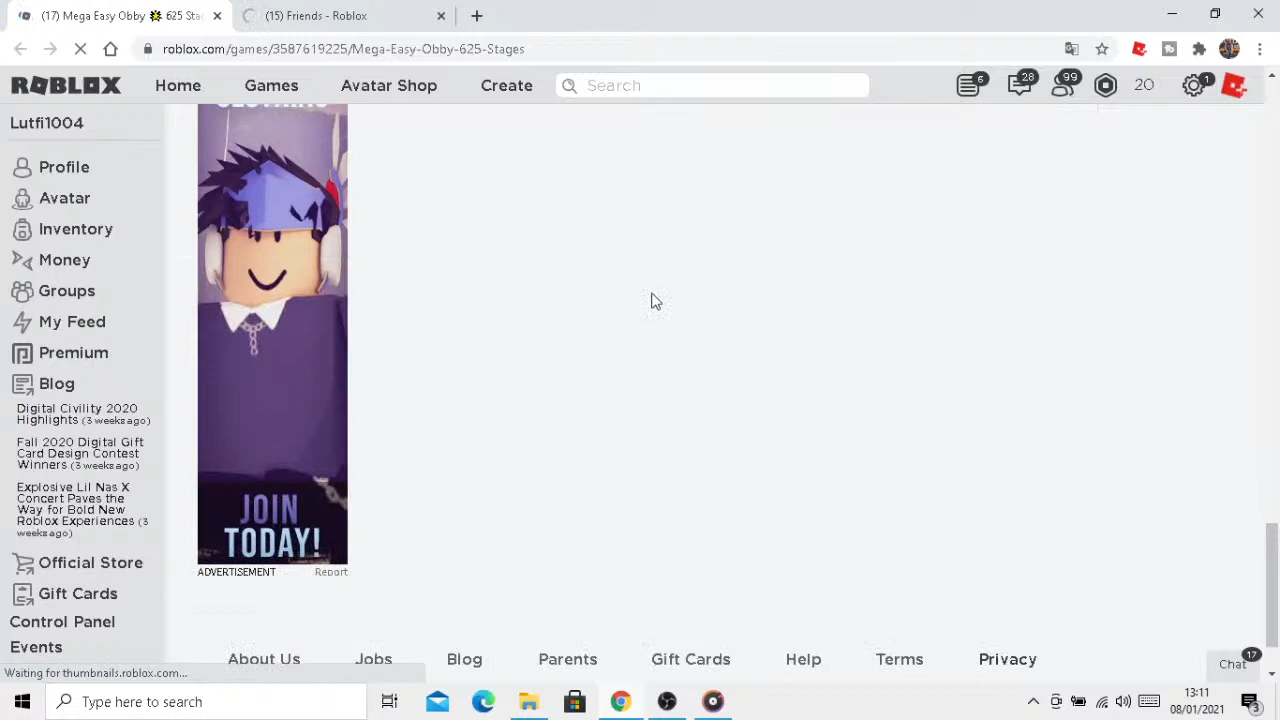 (17) Mega Easy Obby 625 Sta
(15) Friends - Roblox
roblox.com/games/3587619225/Mega-Easy-Obby-625-Stages
ROBLOX
Home
Games
Avatar Shop
Create
Search
6
28
99
20
1
Lutfi1004
Profile
Avatar
Inventory
Money
Groups
My Feed
Premium
Blog
Digital Civility 2020
Highlights (3 weeks ago)
Fall 2020 Digital Gift
Card Design Contest
Winners (3 weeks ago)
Explosive Lil Nas X
Concert Paves the
Way for Bold New
Roblox Experiences (3
weeks ago)
Official Store
Gift Cards
Control Panel
Events
JOIN
TODAY!
ADVERTISEMENT
Report
About Us
Jobs
Blog
Parents
Gift Cards
Help
Terms
Privacy
Chat
17
Waiting for thumbnails.roblox.com...
Type here to search
13:11
08/01/2021
3